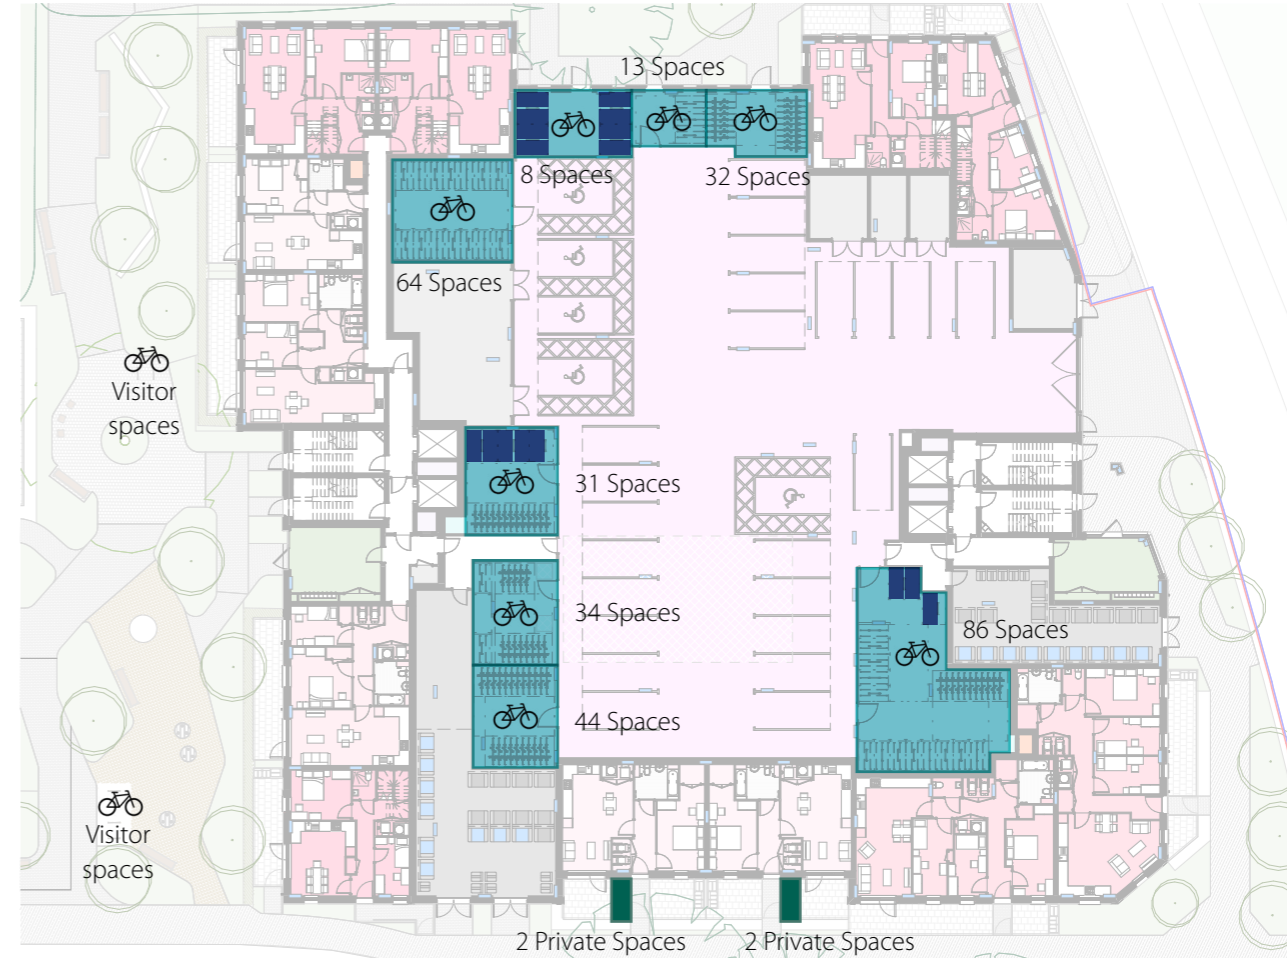 13 Spaces
8 Spaces
32 Spaces
64 Spaces
Visitor
spaces
31 Spaces
34 Spaces
86 Spaces
44 Spaces
Visitor
spaces
2 Private Spaces
2 Private Spaces